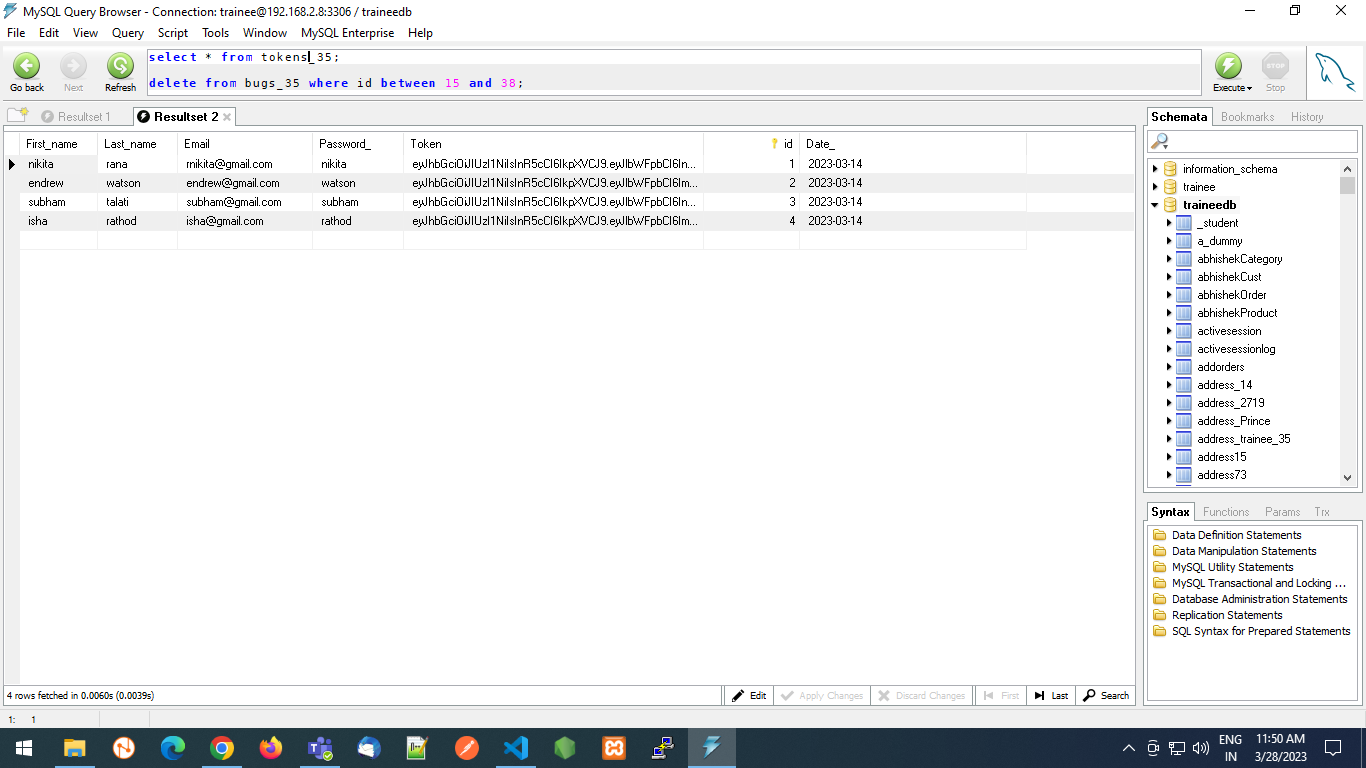 MySQL Query Browser - Connection: trainee@192.168.2.8:3306 / traineedb
File Edit View Query Script Tools Window MySQL Enterprise Help
select * from tokens_35;
delete from bugs_35 where id between 15 and 38;
Go back Next Refresh Execute Stop
Resultset 1 Resultset 2
First_name Last_name Email Password_ Token id Date_
nikita rana rnikita@gmail.com nikita 1 2023-03-14
endrew watson endrew@gmail.com watson 2 2023-03-14
subham talati subham@gmail.com subham 3 2023-03-14
isha rathod isha@gmail.com rathod 4 2023-03-14
4 rows fetched in 0.0060s (0.0039s)
Edit Apply Changes Discard Changes First Last Search
1: 1
Schemata Bookmarks History
information_schema
trainee
traineedb
_student
a_dummy
abhishekCategory
abhishekCust
abhishekOrder
abhishekProduct
activesession
activesessionlog
addorders
address_14
address_2719
address_Prince
address_trainee_35
address15
address73
Syntax Functions Params Trx
Data Definition Statements
Data Manipulation Statements
MySQL Utility Statements
MySQL Transactional and Locking ...
Database Administration Statements
Replication Statements
SQL Syntax for Prepared Statements
ENG
IN
11:50 AM
3/28/2023